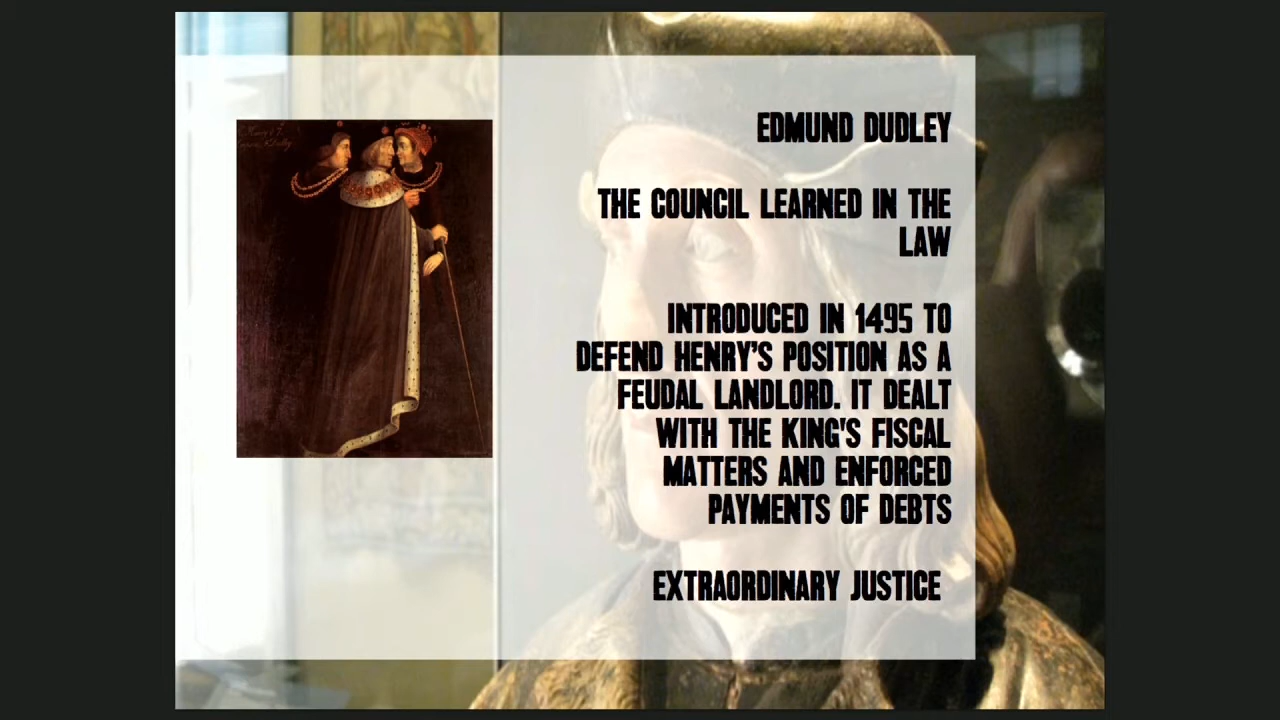 EDMUND DUDLEY
THE COUNCIL LEARNED IN THE
LAW
INTRODUCED IN 1495 TO
DEFEND HENRY'S POSITION AS A
FEUDAL LANDLORD. IT DEALT
WITH THE KING'S FISCAL
MATTERS AND ENFORCED
PAYMENTS OF DEBTS
EXTRAORDINARY JUSTICE